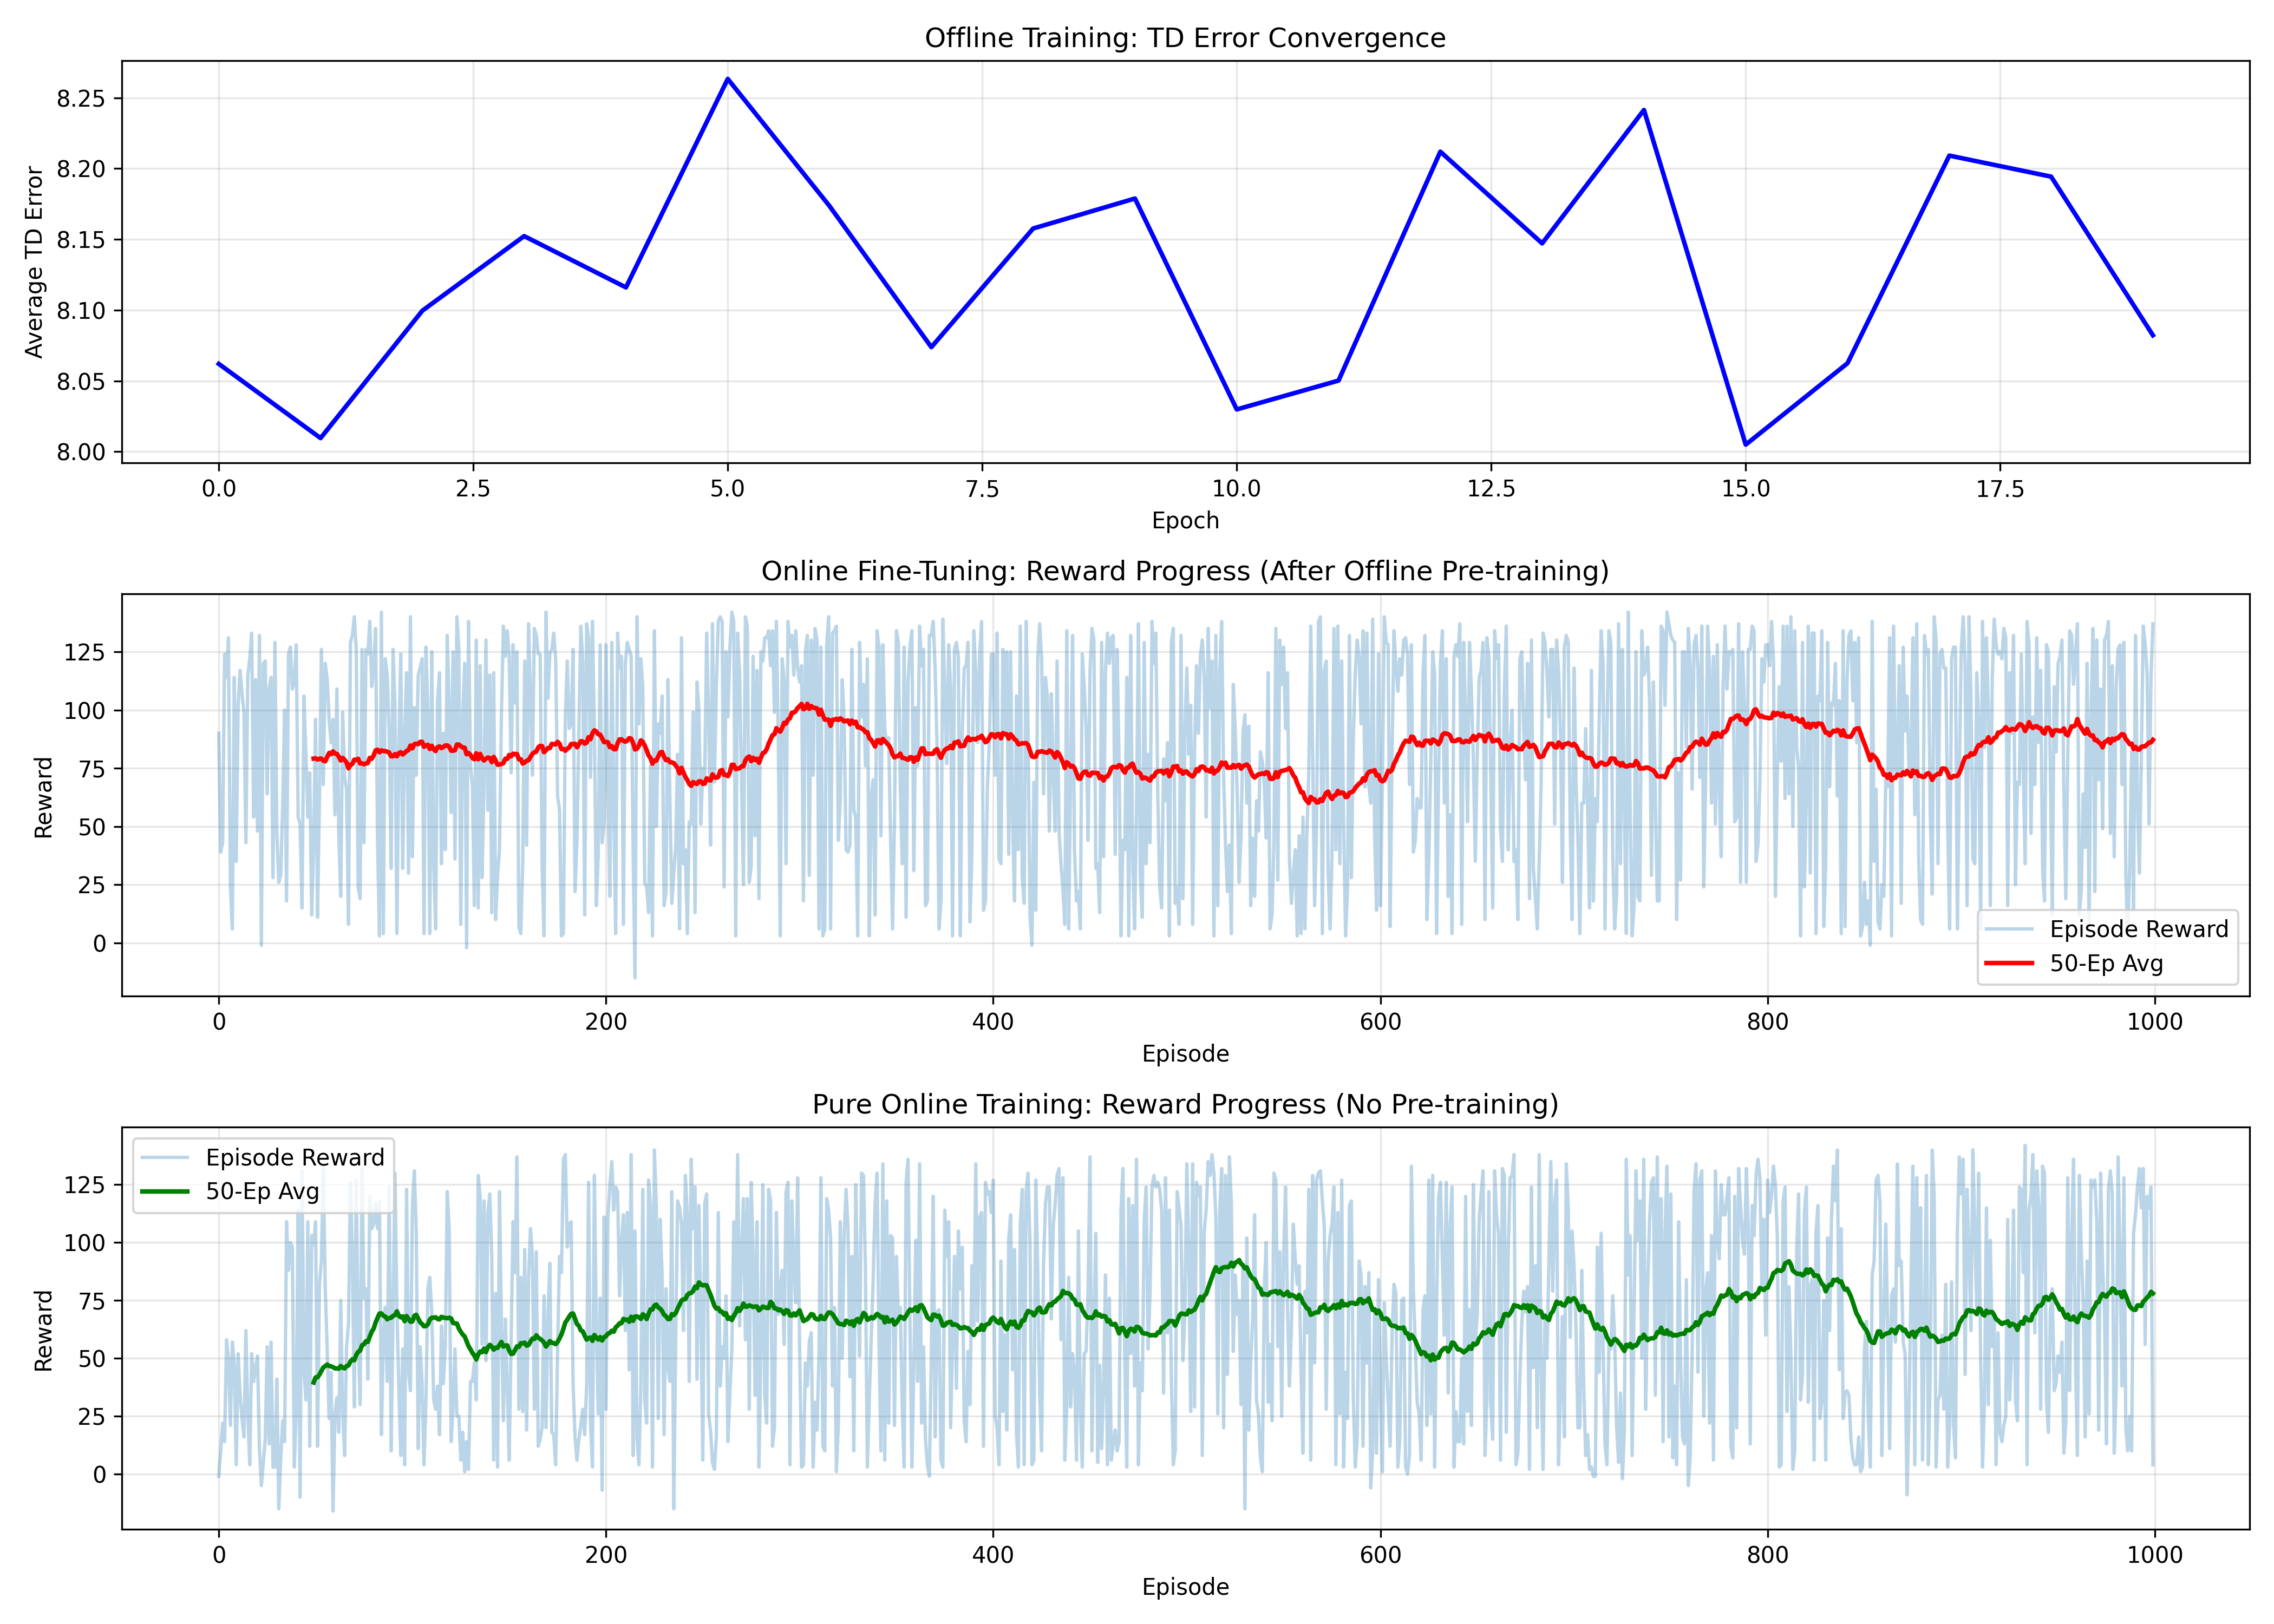 Offline Training: TD Error Convergence
Average TD Error
8.25
8.20
8.15
8.10
8.05
8.00
0.0 2.5 5.0 7.5 10.0 12.5 15.0 17.5
Epoch
Online Fine-Tuning: Reward Progress (After Offline Pre-training)
Reward
125
100
75
50
25
0
Episode Reward
50-Ep Avg
0 200 400 600 800 1000
Episode
Pure Online Training: Reward Progress (No Pre-training)
Episode Reward
50-Ep Avg
Reward
125
100
75
50
25
0
0 200 400 600 800 1000
Episode